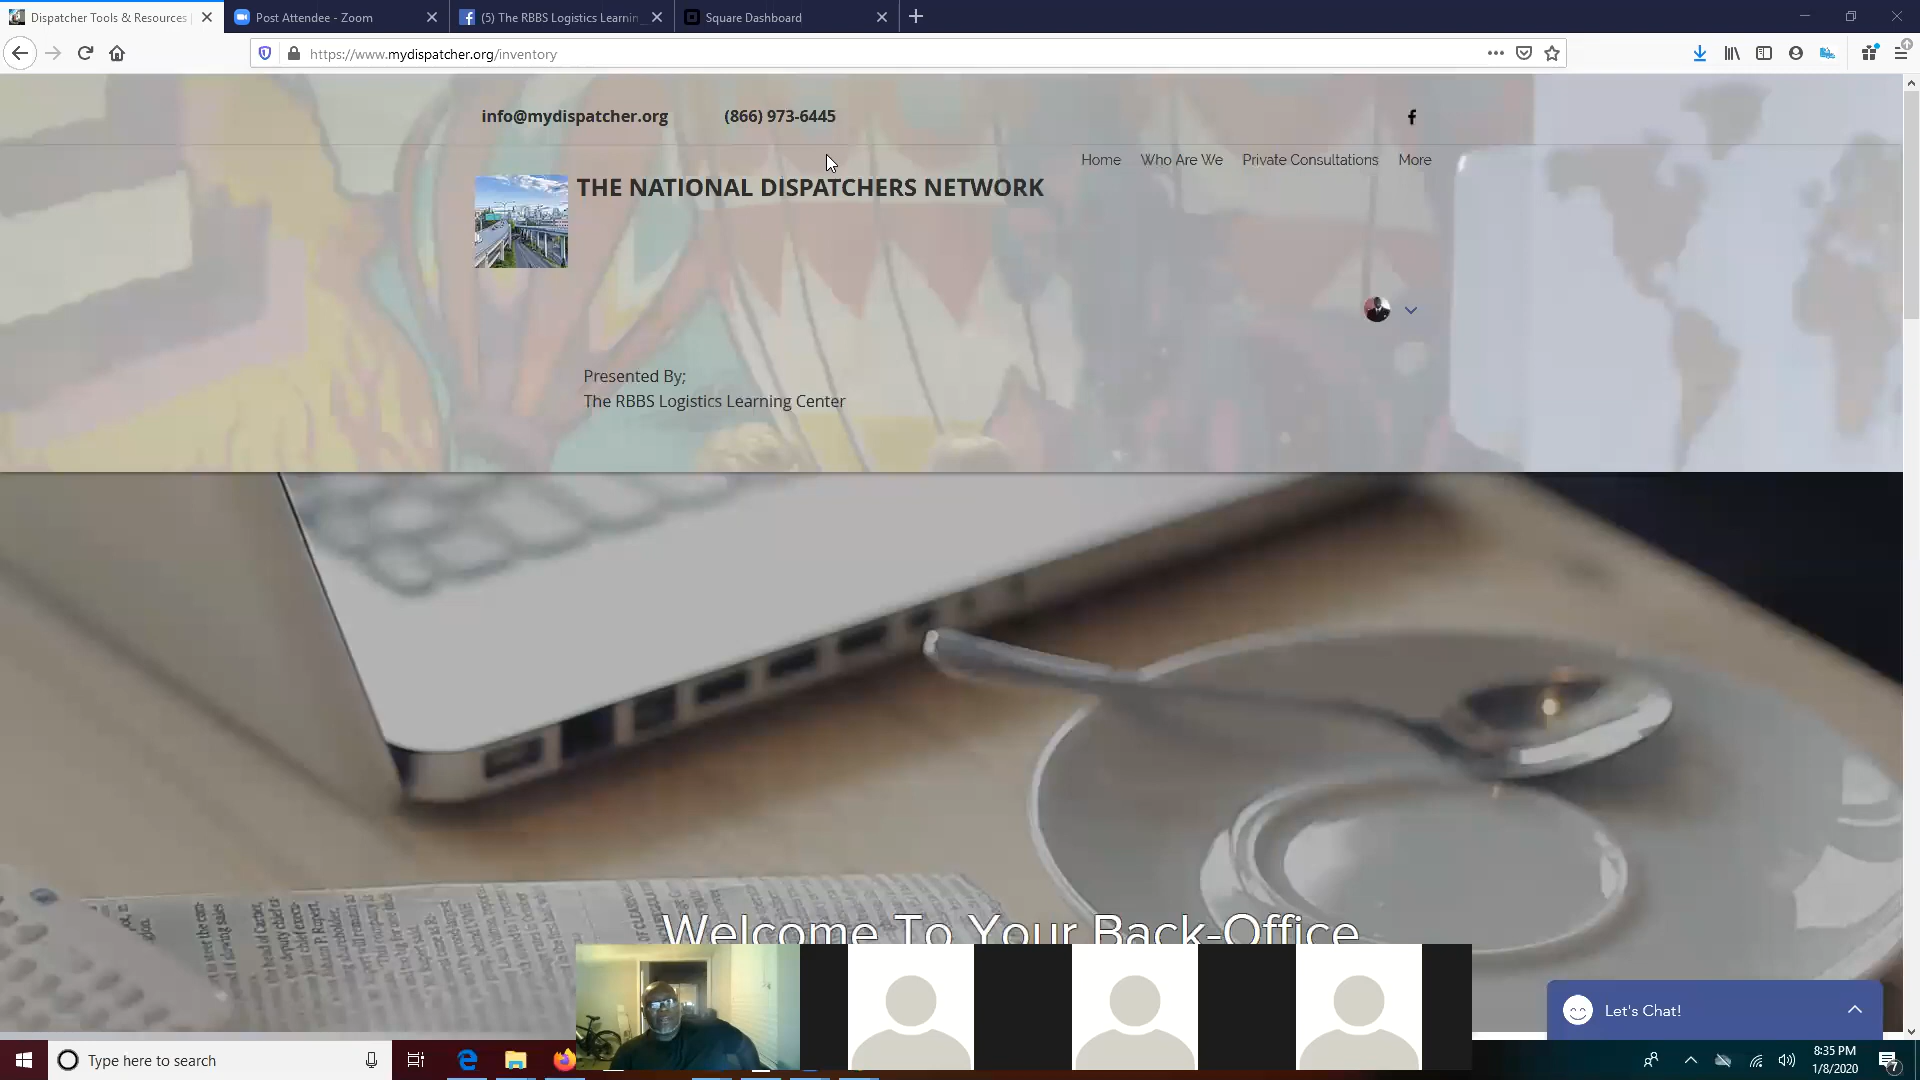 Dispatcher Tools & Resources
Post Attendee - Zoom
(5) The RBBS Logistics Learnin
Square Dashboard
https://www.mydispatcher.org/inventory
info@mydispatcher.org
(866) 973-6445
Home
Who Are We
Private Consultations
More
THE NATIONAL DISPATCHERS NETWORK
Presented By;
The RBBS Logistics Learning Center
Welcome To Your Back-Office
Let's Chat!
Type here to search
8:35 PM
1/8/2020
7